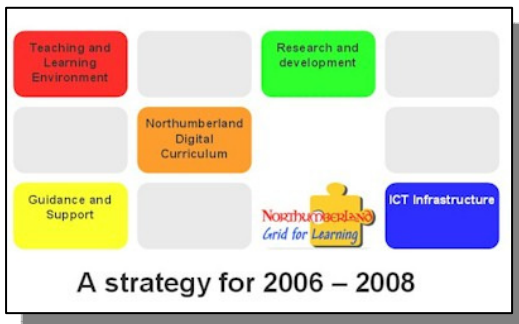 Teaching and
Learning
Environment
Research and
development
Northumberland
Digital
Curriculum
Guidance and
Support
NORTHUMBERLAND
Grid for Learning
ICT Infrastructure
A strategy for 2006 – 2008